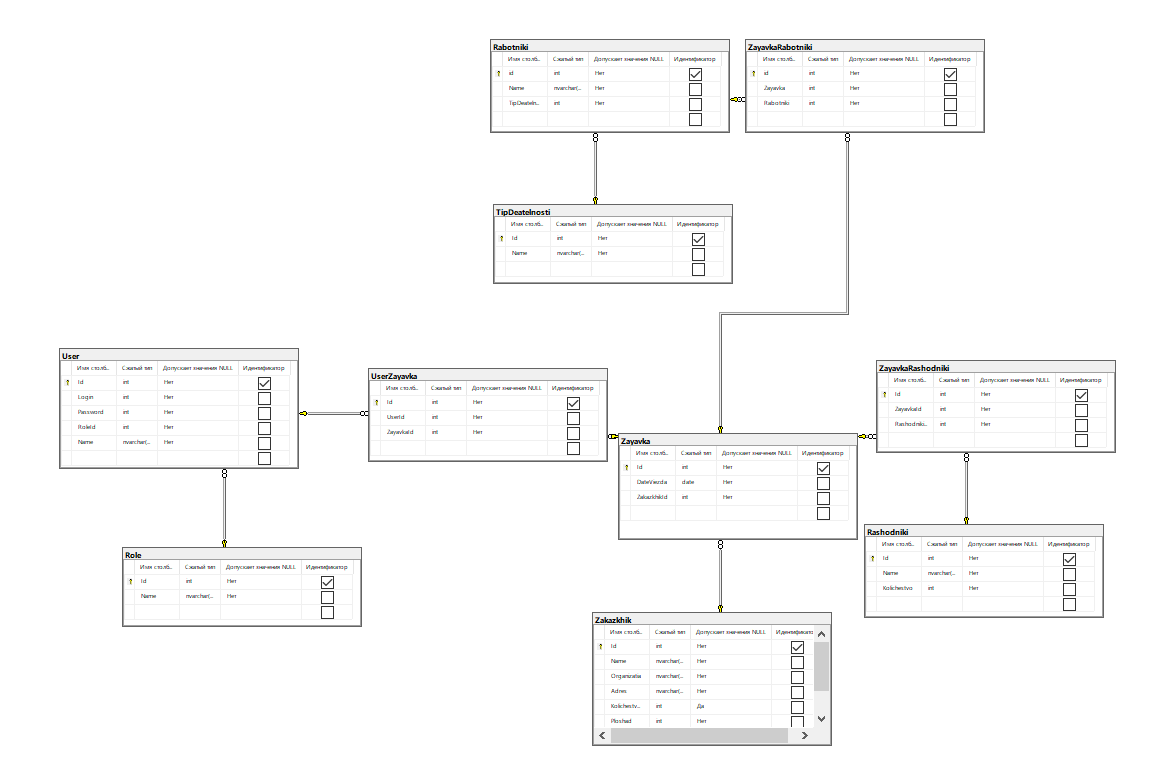 Rabotniki
Имя столб... Сжатый тип Допускает значения NULL Идентификатор
id int Нет
Name nvarchar(... Нет
TipDeateln... int Нет
ZayavkaRabotniki
Имя столб... Сжатый тип Допускает значения NULL Идентификатор
id int Нет
Zayavka int Нет
Rabotniki int Нет
TipDeatelnosti
Имя столб... Сжатый тип Допускает значения NULL Идентификатор
Id int Нет
Name nvarchar(... Нет
User
Имя столб... Сжатый тип Допускает значения NULL Идентификатор
Id int Нет
Login int Нет
Password int Нет
RoleId int Нет
Name nvarchar(... Нет
UserZayavka
Имя столб... Сжатый тип Допускает значения NULL Идентификатор
Id int Нет
UserId int Нет
ZayavkaId int Нет
ZayavkaRashodniki
Имя столб... Сжатый тип Допускает значения NULL Идентификатор
Id int Нет
ZayavkaId int Нет
Rashodniki... int Нет
Zayavka
Имя столб... Сжатый тип Допускает значения NULL Идентификатор
Id int Нет
DateViezda date Нет
ZakazkhikId int Нет
Role
Имя столб... Сжатый тип Допускает значения NULL Идентификатор
Id int Нет
Name nvarchar(... Нет
Rashodniki
Имя столб... Сжатый тип Допускает значения NULL Идентификатор
Id int Нет
Name nvarchar(... Нет
Kolichestvo int Нет
Zakazkhik
Имя столб... Сжатый тип Допускает значения NULL Идентификато
Id int Нет
Name nvarchar(... Нет
Organizatia nvarchar(... Нет
Adres nvarchar(... Нет
Kolichestv... int Да
Ploshad int Нет